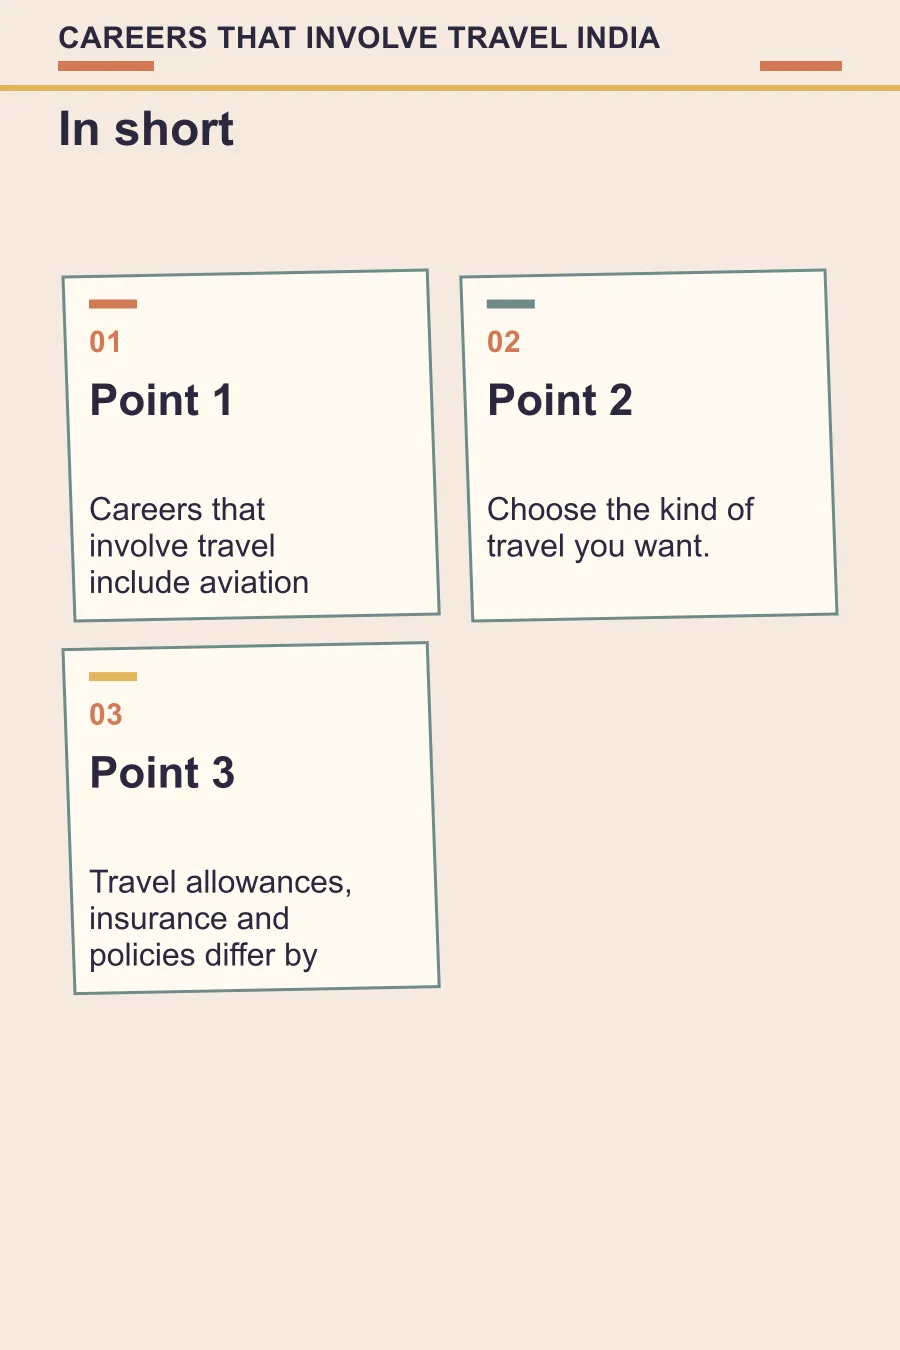 CAREERS THAT INVOLVE TRAVEL INDIA
In short
01
Point 1
Careers that
involve travel
include aviation
02
Point 2
Choose the kind of
travel you want.
03
Point 3
Travel allowances,
insurance and
policies differ by